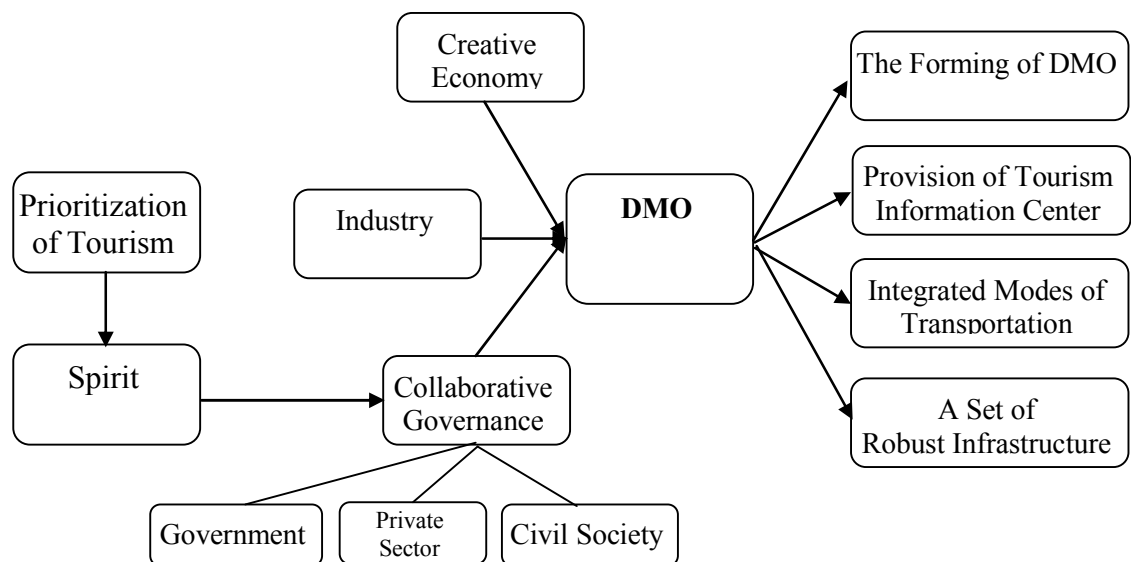 Creative
Economy
The Forming of DMO
Prioritization
of Tourism
Industry
DMO
Provision of Tourism
Information Center
Integrated Modes of
Transportation
Spirit
Collaborative
Governance
A Set of
Robust Infrastructure
Government
Private
Sector
Civil Society